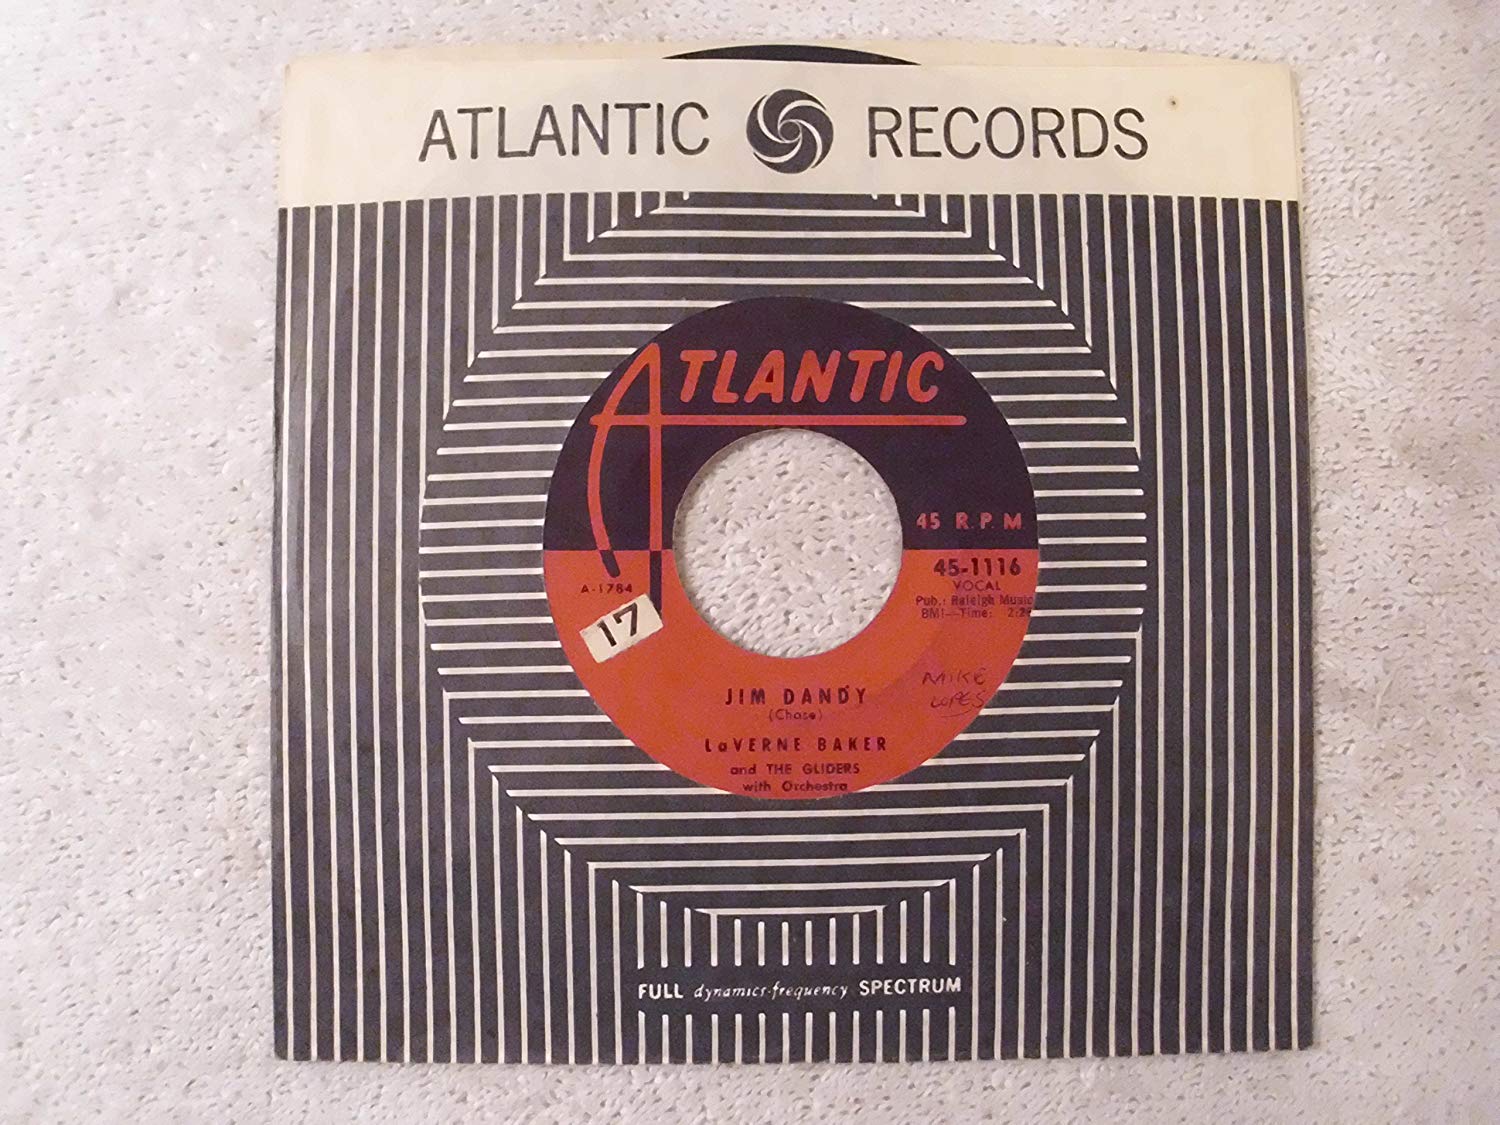 ATLANTIC RECORDS
ATLANTIC
45 R.P.M
45-1116
VOCAL
Pub.: Raleigh Music
BMI—Time:
A-1784
17
MIKE
LOPES
JIM DANDY
(Chase)
LaVERNE BAKER
and THE GLIDERS
with Orchestra
FULL dynamics-frequency SPECTRUM